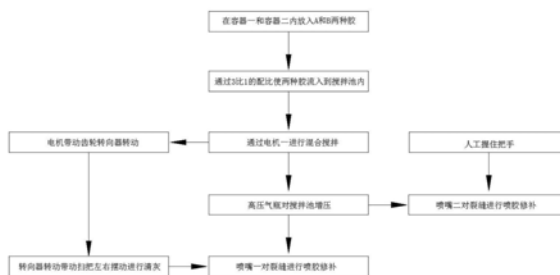 在容器一和容器二内放入A和B两种胶
通过3比1的配比使两种胶流入到搅拌池内
电机带动齿轮转向器转动
通过电机一进行混合搅拌
人工握住把手
高压气瓶对搅拌池增压
喷嘴二对裂缝进行喷胶修补
转向器转动带动扫把左右摆动进行清灰
喷嘴一对裂缝进行喷胶修补